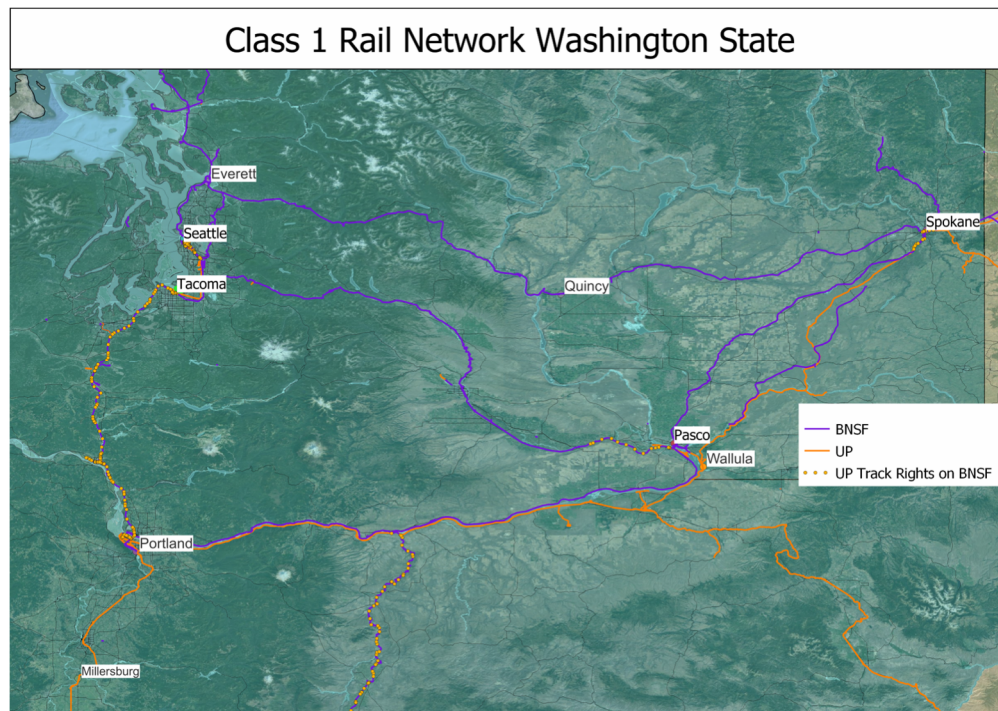 Class 1 Rail Network Washington State
Everett
Seattle
Spokane
Tacoma
Quincy
Pasco
Wallula
BNSF
UP
UP Track Rights on BNSF
Portland
Millersburg